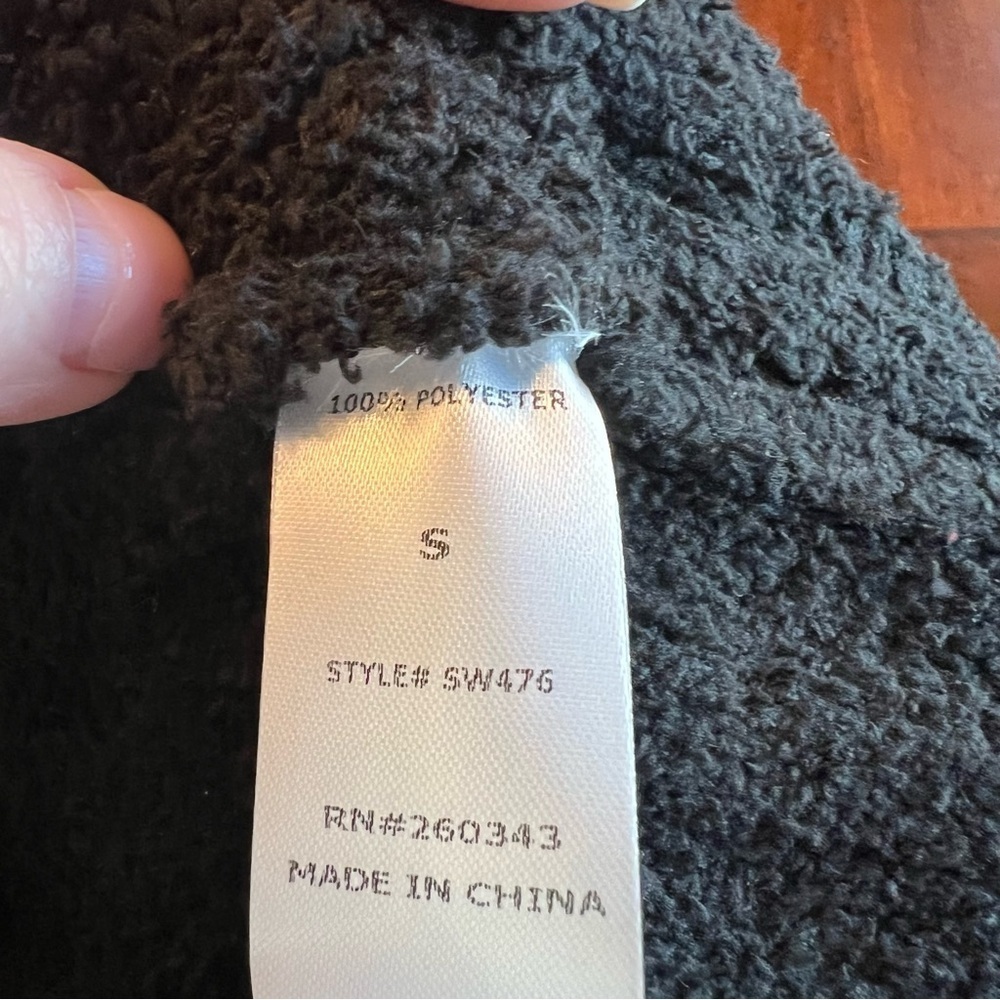 100% POLYESTER
S
STYLE# SW476
RN#260343
MADE IN CHINA